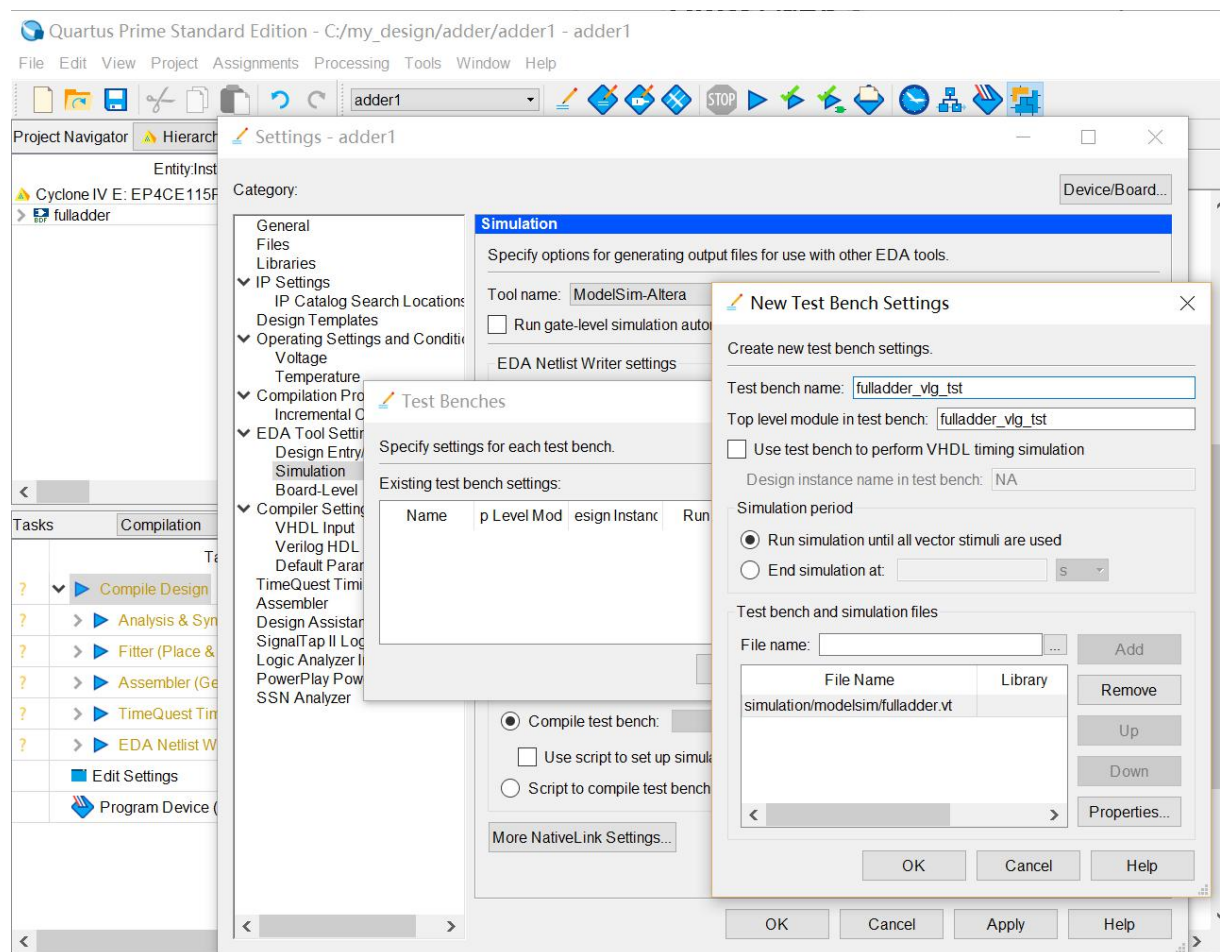 Quartus Prime Standard Edition - C:/my_design/adder/adder1 - adder1
File Edit View Project Assignments Processing Tools Window Help
adder1
STOP
Project Navigator
Hierarch
Entity:Inst
Cyclone IV E: EP4CE115F
fulladder
Tasks
Compilation
Ta
? Compile Design
? Analysis & Syn
? Fitter (Place &
? Assembler (Ge
? TimeQuest Tim
? EDA Netlist W
Edit Settings
Program Device (
Settings - adder1
Category:
Device/Board...
General
Files
Libraries
IP Settings
IP Catalog Search Locations
Design Templates
Operating Settings and Conditio
Voltage
Temperature
Compilation Pro
Incremental C
EDA Tool Settin
Design Entry/
Simulation
Board-Level
Compiler Setting
VHDL Input
Verilog HDL
Default Param
TimeQuest Timi
Assembler
Design Assistan
SignalTap II Log
Logic Analyzer I
PowerPlay Pow
SSN Analyzer
Simulation
Specify options for generating output files for use with other EDA tools.
Tool name: ModelSim-Altera
Run gate-level simulation autom
EDA Netlist Writer settings
Test Benches
Specify settings for each test bench.
Existing test bench settings:
Name
p Level Mod
esign Instanc
Run
Compile test bench:
Use script to set up simula
Script to compile test bench
More NativeLink Settings...
OK
Cancel
Apply
Help
New Test Bench Settings
Create new test bench settings.
Test bench name: fulladder_vlg_tst
Top level module in test bench: fulladder_vlg_tst
Use test bench to perform VHDL timing simulation
Design instance name in test bench: NA
Simulation period
Run simulation until all vector stimuli are used
End simulation at:
s
Test bench and simulation files
File name:
...
Add
File Name
Library
Remove
simulation/modelsim/fulladder.vt
Up
Down
Properties...
OK
Cancel
Help